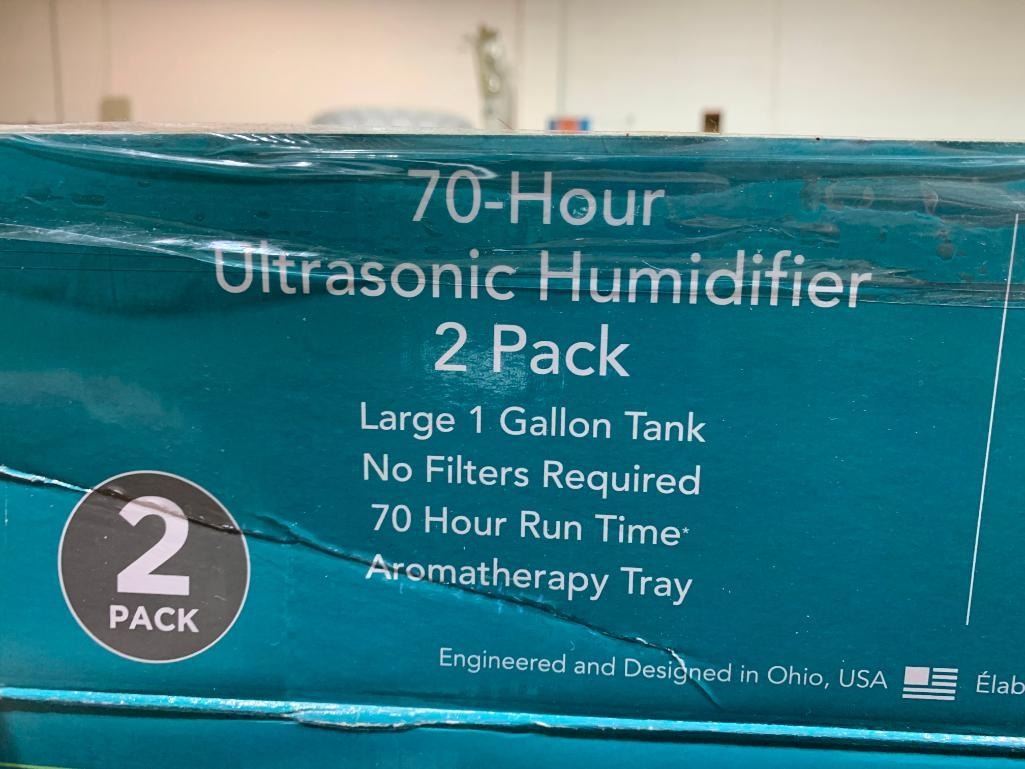 70-Hour
Ultrasonic Humidifier
2 Pack
Large 1 Gallon Tank
No Filters Required
70 Hour Run Time*
Aromatherapy Tray
2
PACK
Engineered and Designed in Ohio, USA
Élab